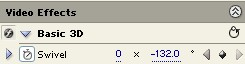 Video Effects
Basic 3D
Swivel 0 x -132.0 °